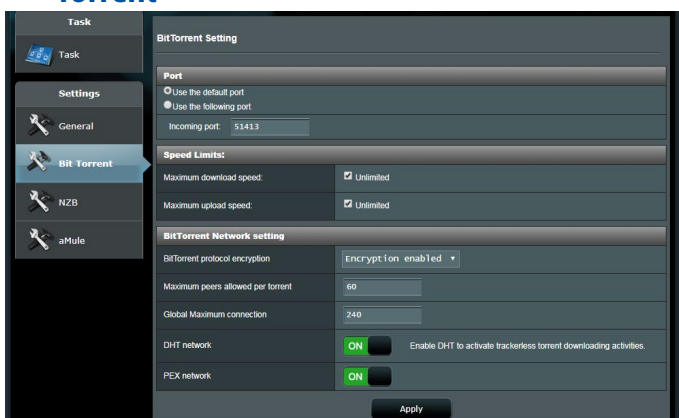 Torrent
Task
Task
Settings
General
Bit Torrent
NZB
aMule
BitTorrent Setting
Port
Use the default port
Use the following port
Incoming port: 51413
Speed Limits:
Maximum download speed: Unlimited
Maximum upload speed: Unlimited
BitTorrent Network setting
BitTorrent protocol encryption Encryption enabled
Maximum peers allowed per torrent 60
Global Maximum connection 240
DHT network ON Enable DHT to activate trackerless torrent downloading activities.
PEX network ON
Apply